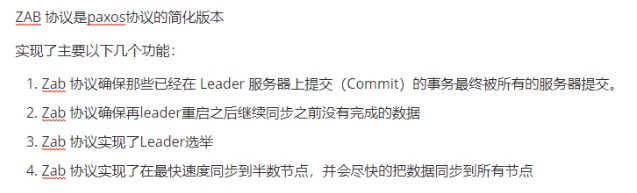 ZAB 协议是paxos协议的简化版本
实现了主要以下几个功能：
1. Zab 协议确保那些已经在 Leader 服务器上提交（Commit）的事务最终被所有的服务器提交。
2. Zab 协议确保再leader重启之后继续同步之前没有完成的数据
3. Zab 协议实现了Leader选举
4. Zab 协议实现了在最快速度同步到半数节点，并会尽快的把数据同步到所有节点